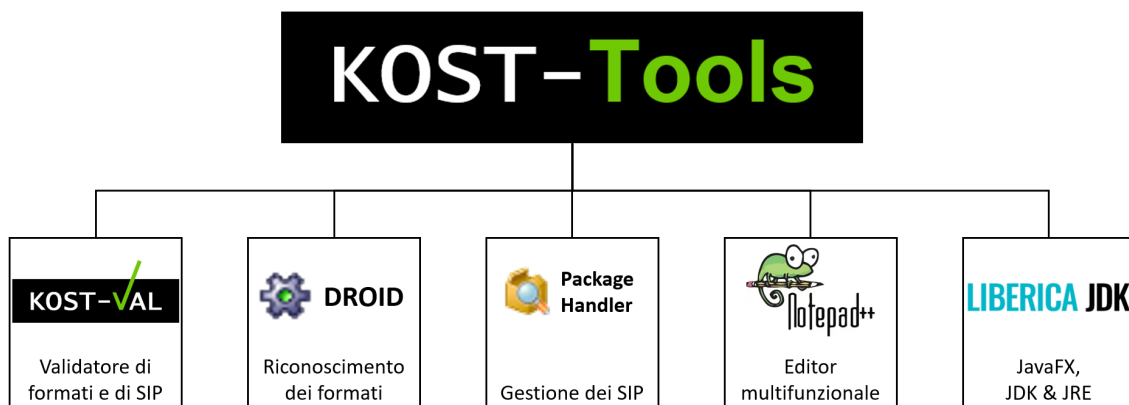 KOST-Tools
KOST-VAL
Validatore di
formati e di SIP
DROID
Riconoscimento
dei formati
Package
Handler
Gestione dei SIP
Notepad++
Editor
multifunzionale
LIBERICA JDK
JavaFX,
JDK & JRE